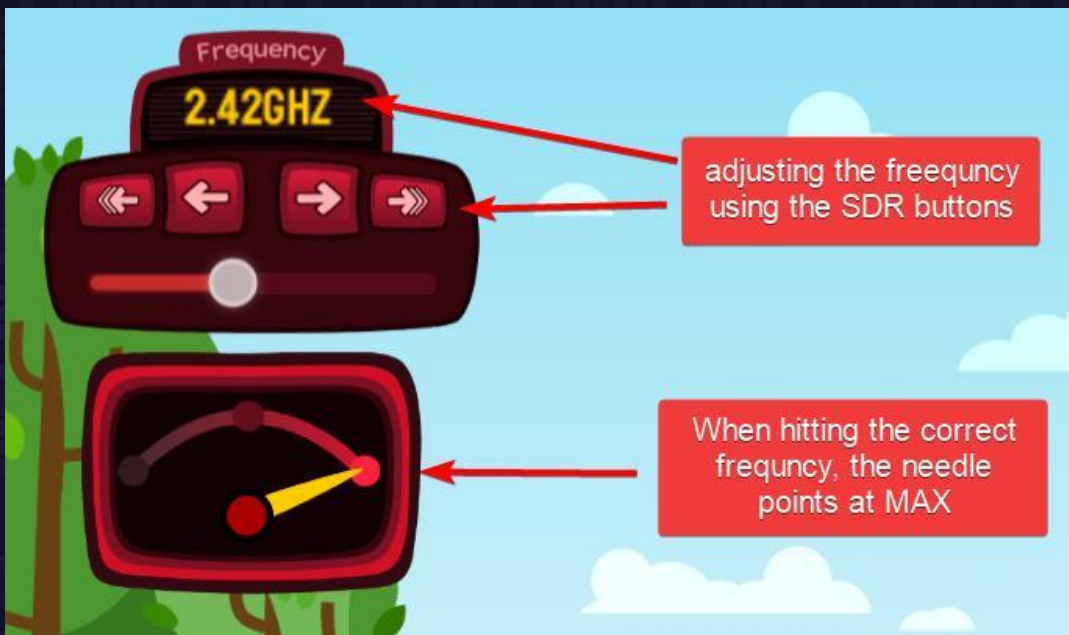 Frequency
2.42GHZ
adjusting the freequncy
using the SDR buttons
When hitting the correct
frequncy, the needle
points at MAX